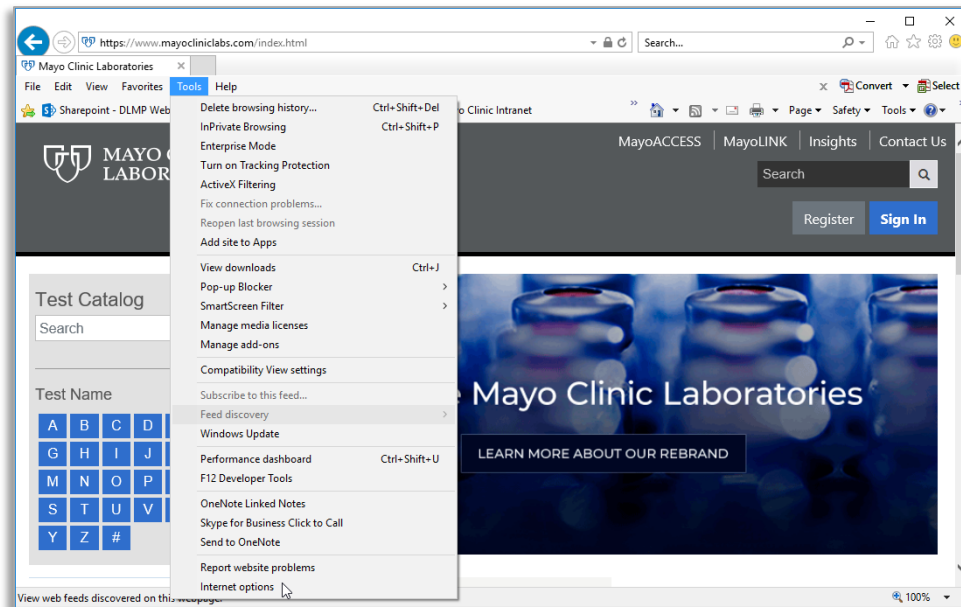 https://www.mayocliniclabs.com/index.html
Search...
Mayo Clinic Laboratories
File Edit View Favorites Tools Help
Convert Select
Sharepoint - DLMP Web
o Clinic Intranet
Page Safety Tools
Delete browsing history... Ctrl+Shift+Del
InPrivate Browsing Ctrl+Shift+P
Enterprise Mode
Turn on Tracking Protection
ActiveX Filtering
Fix connection problems...
Reopen last browsing session
Add site to Apps
View downloads Ctrl+J
Pop-up Blocker
SmartScreen Filter
Manage media licenses
Manage add-ons
Compatibility View settings
Subscribe to this feed...
Feed discovery
Windows Update
Performance dashboard Ctrl+Shift+U
F12 Developer Tools
OneNote Linked Notes
Skype for Business Click to Call
Send to OneNote
Report website problems
Internet options
MAYO
LABOR
MayoACCESS MayoLINK Insights Contact Us
Search
Register Sign In
Test Catalog
Search
Test Name
A B C D
G H I J
M N O P
S T U V
Y Z #
Mayo Clinic Laboratories
LEARN MORE ABOUT OUR REBRAND
View web feeds discovered on this webpage.
100%